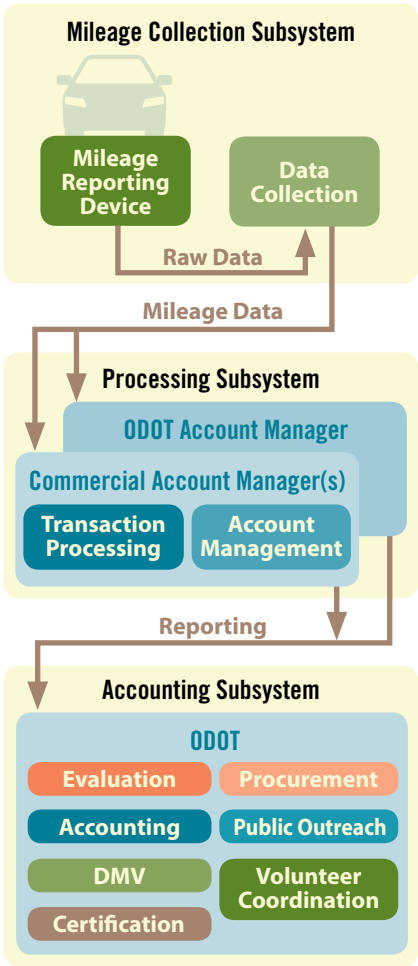 Mileage Collection Subsystem
Mileage
Reporting
Device
Data
Collection
Raw Data
Mileage Data
Processing Subsystem
ODOT Account Manager
Commercial Account Manager(s)
Transaction
Processing
Account
Management
Reporting
Accounting Subsystem
ODOT
Evaluation
Procurement
Accounting
Public Outreach
DMV
Volunteer
Coordination
Certification